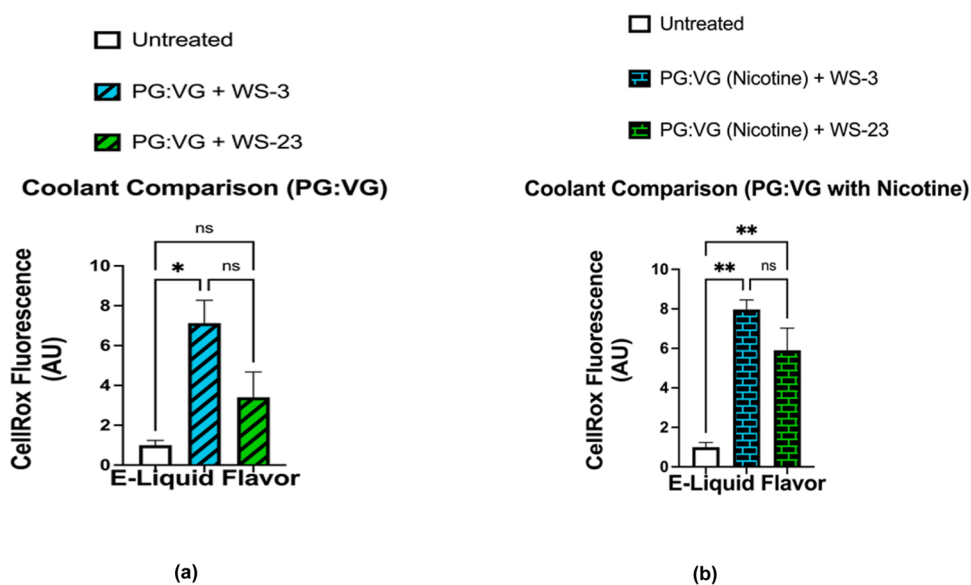 Untreated
PG:VG + WS-3
PG:VG + WS-23
Coolant Comparison (PG:VG)
ns
*
ns
CellRox Fluorescence
(AU)
10
8
6
4
2
0
E-Liquid Flavor
(a)
Untreated
PG:VG (Nicotine) + WS-3
PG:VG (Nicotine) + WS-23
Coolant Comparison (PG:VG with Nicotine)
**
**
ns
CellRox Fluorescence
(AU)
10
8
6
4
2
0
E-Liquid Flavor
(b)